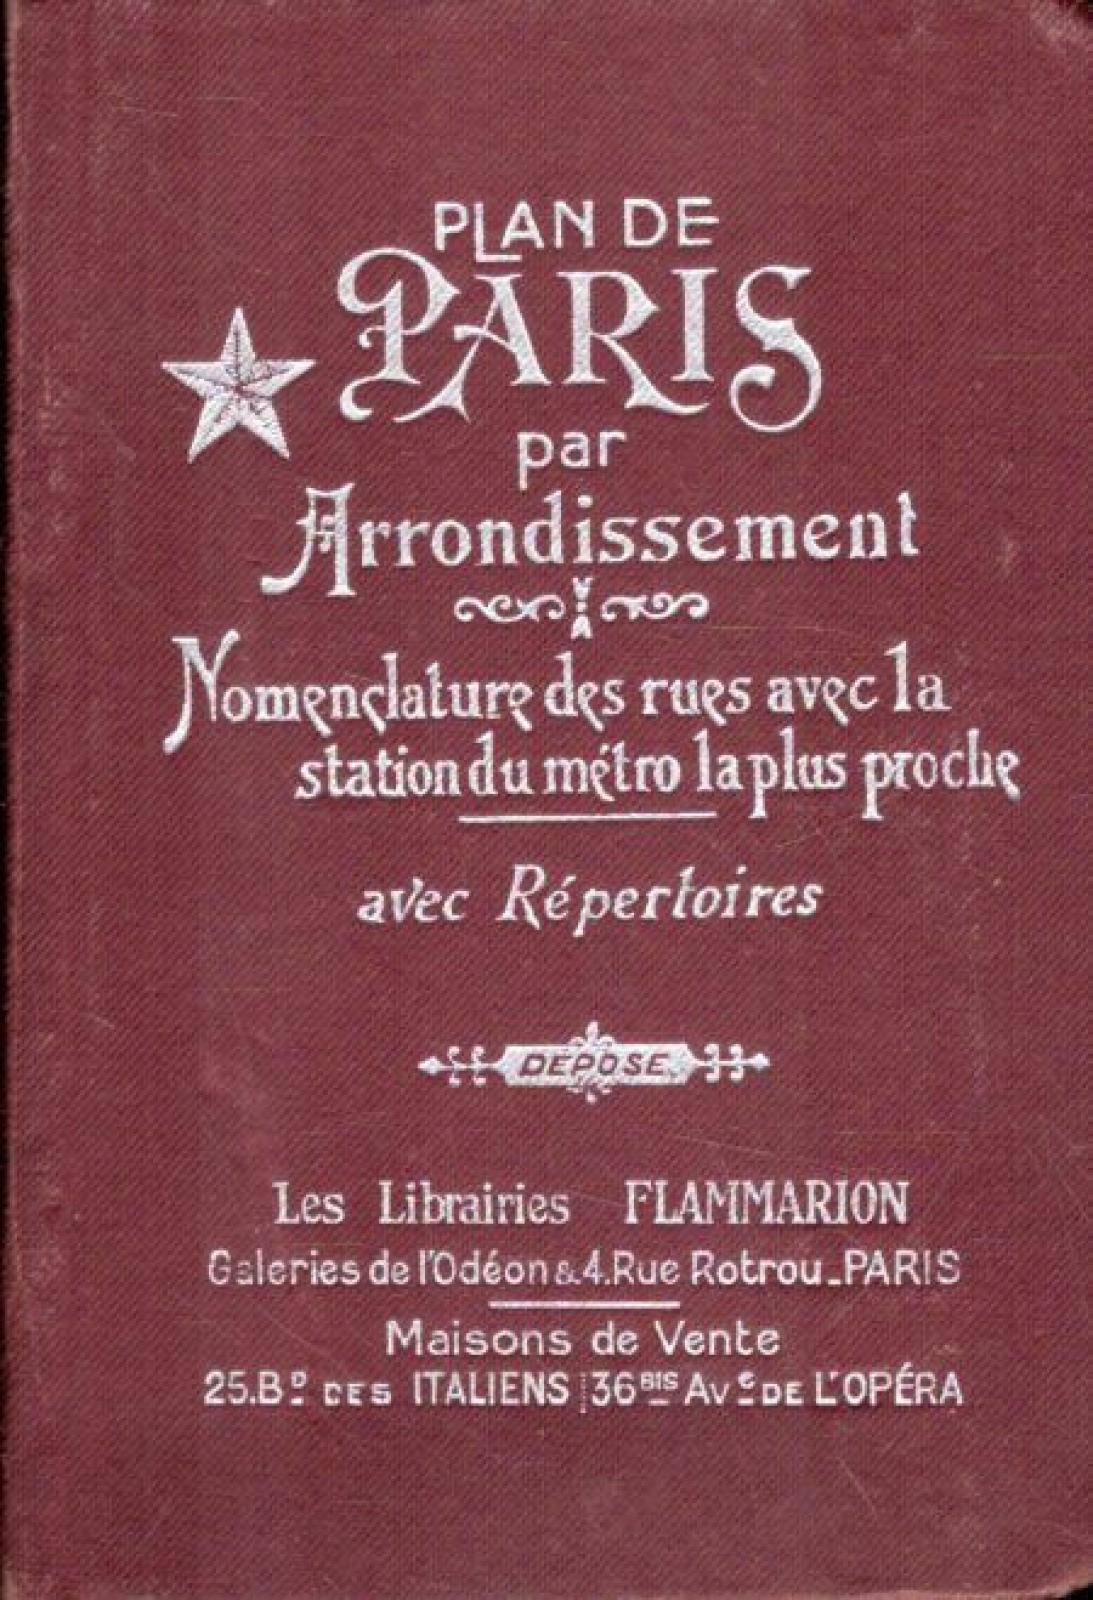 PLAN DE
PARIS
par
Arrondissement
Nomenclature des rues avec la
station du métro la plus proche
avec Répertoires
DÉPOSÉ
Les Librairies FLAMMARION
Galeries de l'Odéon & 4.Rue Rotrou_PARIS
Maisons de Vente
25.Bᴰ DES ITALIENS 36BIS Avᵉ DE L'OPÉRA